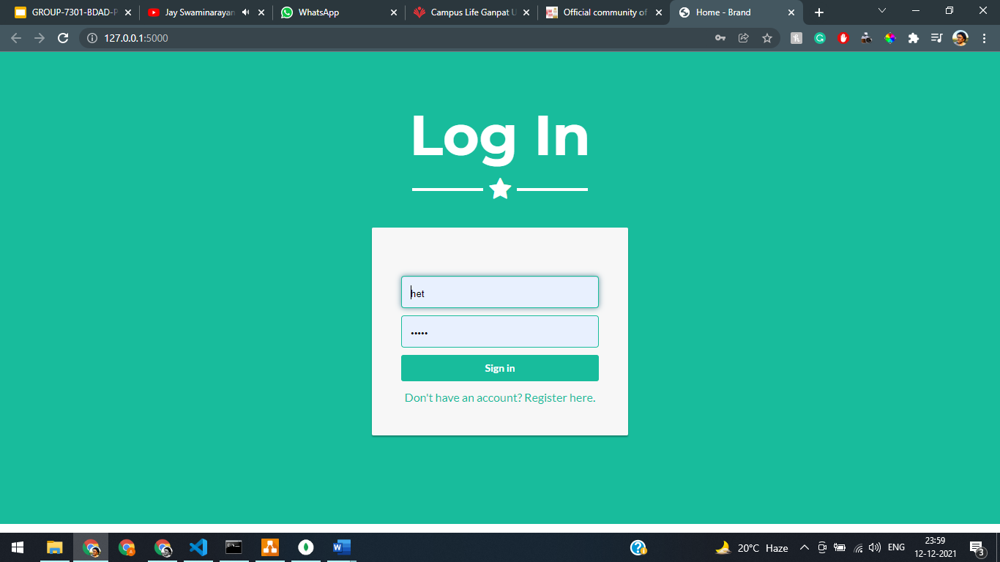 GROUP-7301-BDAD-P
Jay Swaminarayan
WhatsApp
Campus Life Ganpat U
Official community of
Home - Brand
127.0.0.1:5000
Log In
het
•••••
Sign in
Don't have an account? Register here.
20°C Haze
ENG
23:59
12-12-2021
3